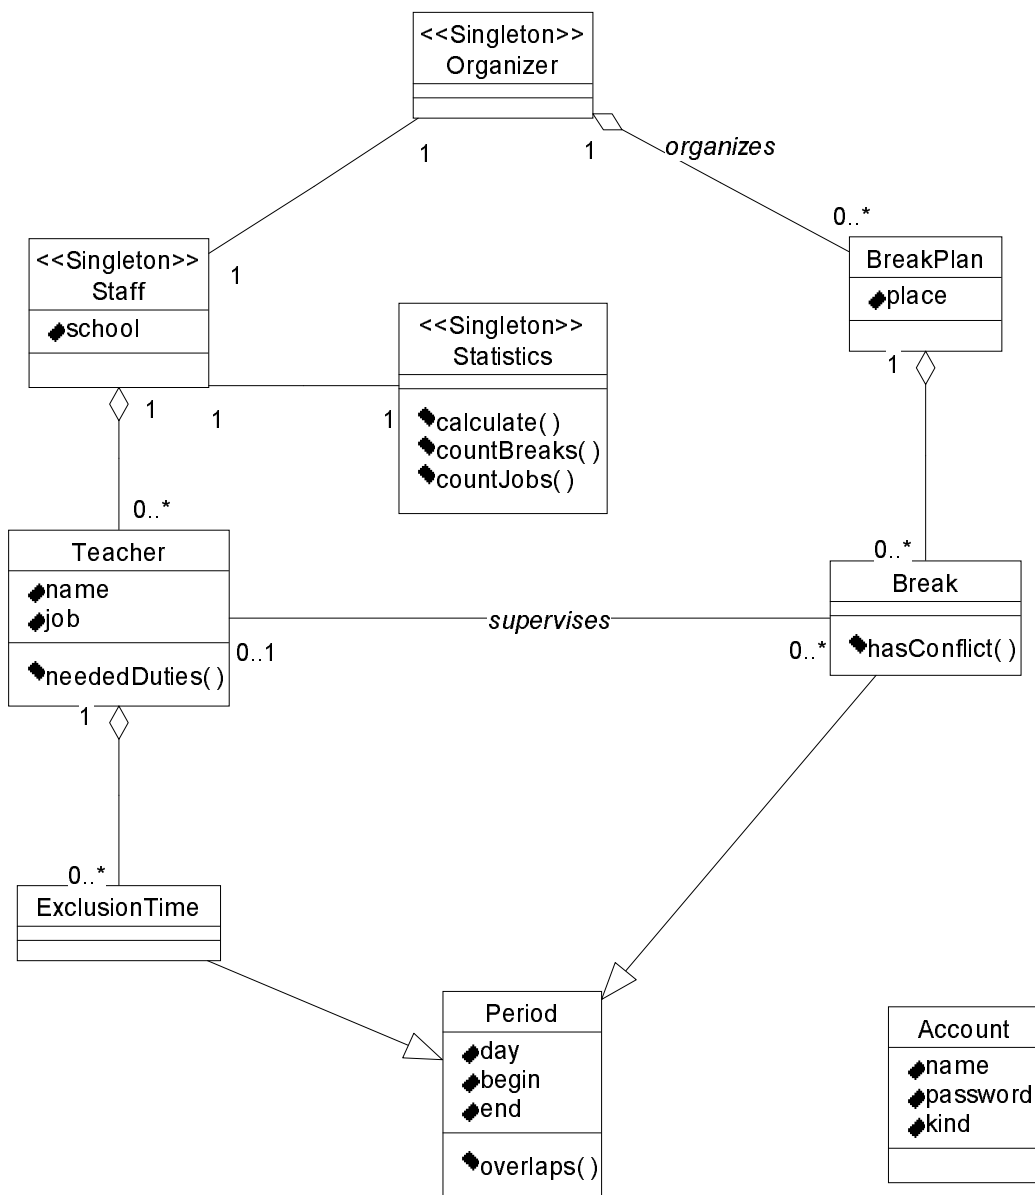 <<Singleton>>
Organizer
1
1
organizes
0..*
<<Singleton>>
Staff
school
1
BreakPlan
place
1
<<Singleton>>
Statistics
calculate()
countBreaks()
countJobs()
1
1
1
0..*
Teacher
name
job
neededDuties()
0..1
supervises
0..*
0..*
Break
hasConflict()
1
0..*
ExclusionTime
Period
day
begin
end
overlaps()
Account
name
password
kind